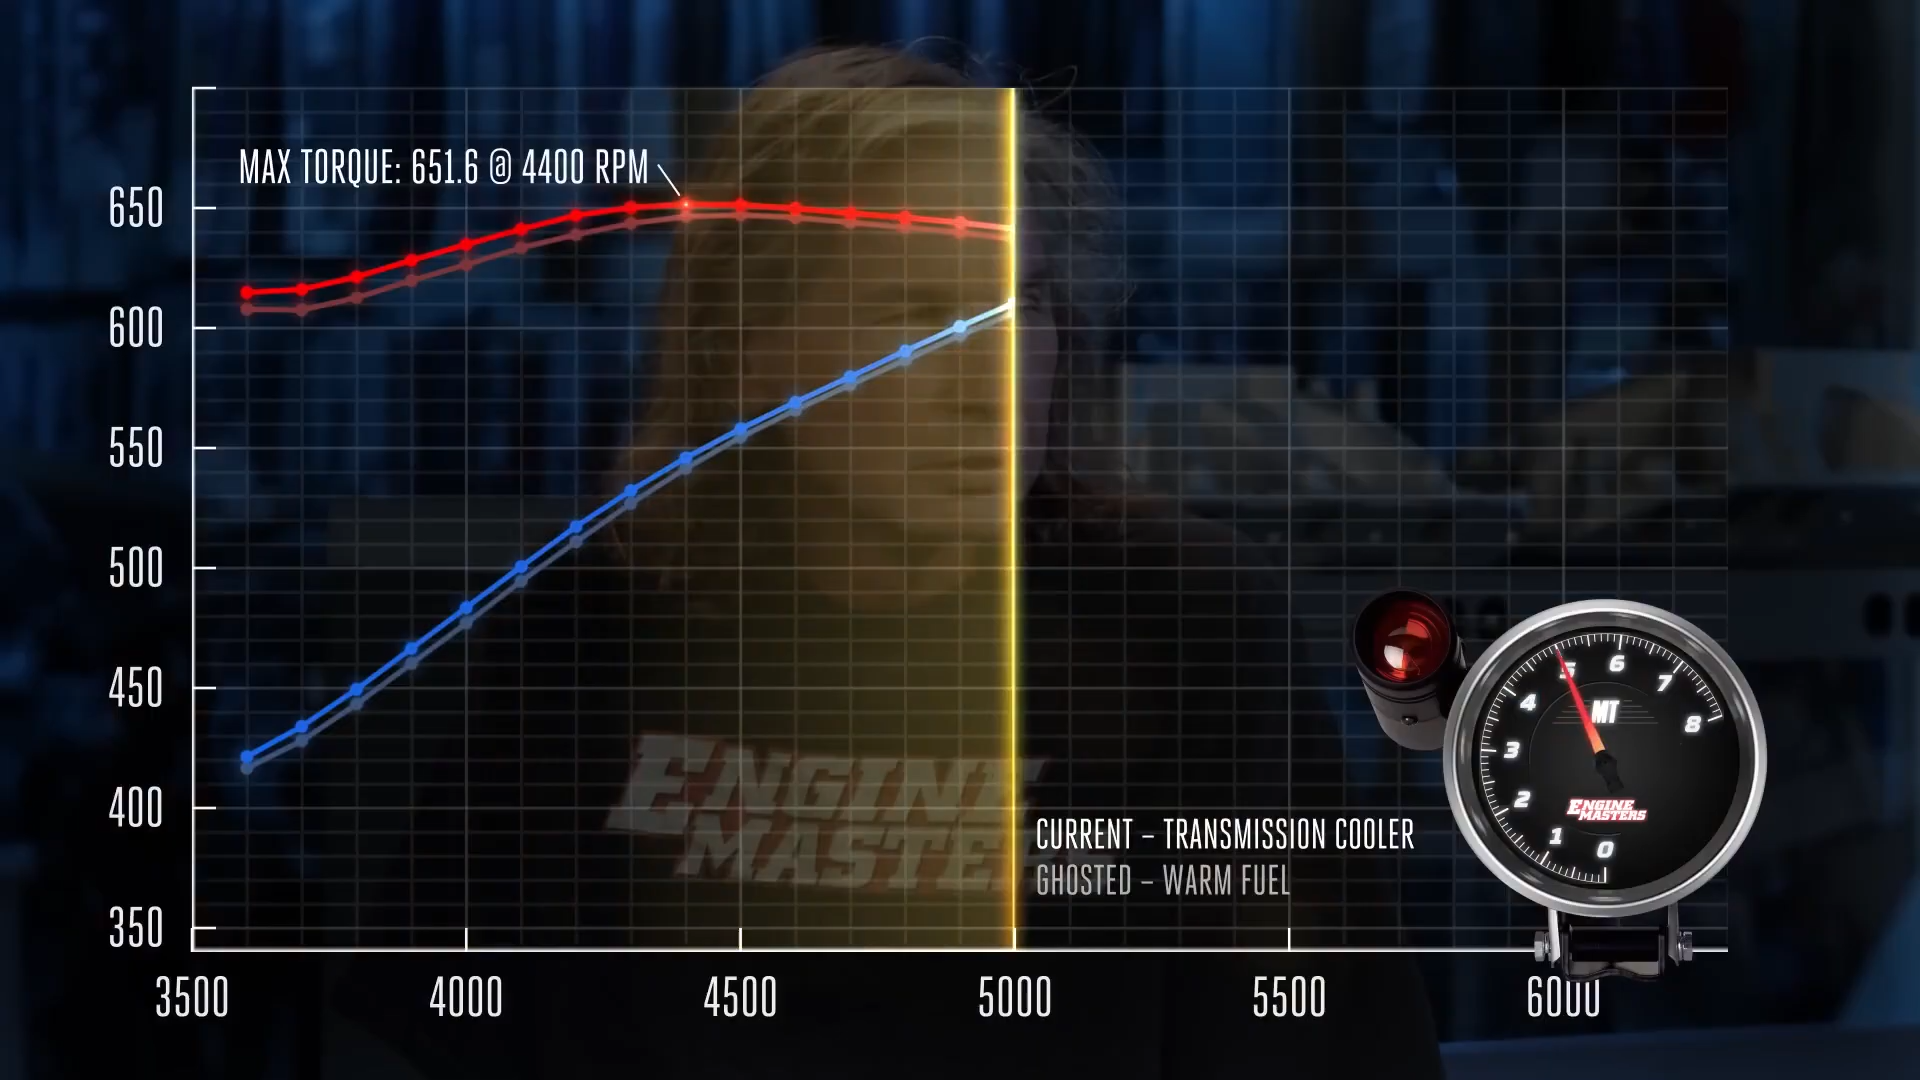 MAX TORQUE: 651.6 @ 4400 RPM
650
600
550
500
450
400
350
3500
4000
4500
5000
5500
6000
CURRENT – TRANSMISSION COOLER
GHOSTED – WARM FUEL
ENGINE
MASTERS
0
1
2
3
4
5
6
7
8
MT
ENGINE
MASTERS